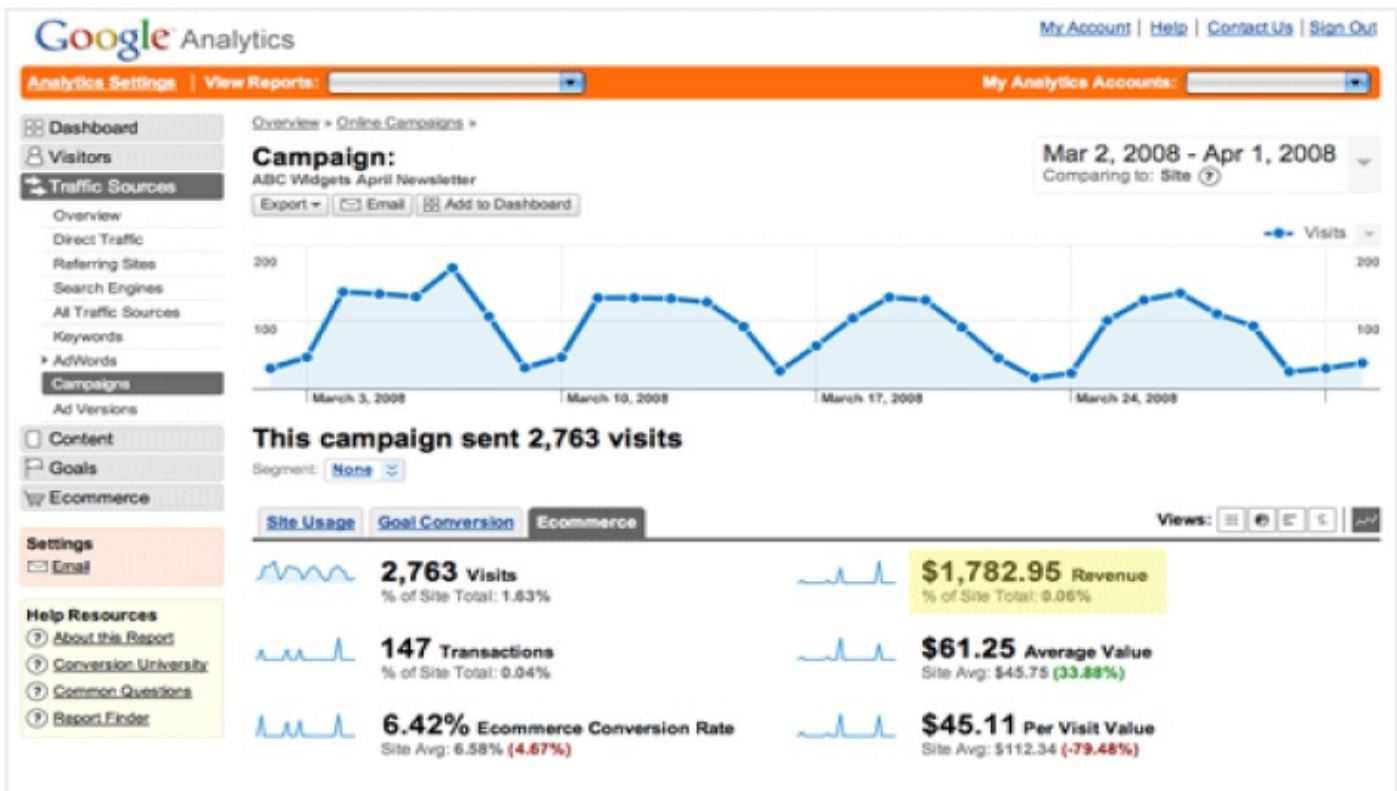 Google Analytics
My Account | Help | Contact Us | Sign Out
Analytics Settings | View Reports:
My Analytics Accounts:
Dashboard
Visitors
Traffic Sources
Overview
Direct Traffic
Referring Sites
Search Engines
All Traffic Sources
Keywords
AdWords
Campaigns
Ad Versions
Content
Goals
Ecommerce
Settings
Email
Help Resources
About this Report
Conversion University
Common Questions
Report Finder
Overview » Online Campaigns »
Campaign:
ABC Widgets April Newsletter
Export
Email
Add to Dashboard
Mar 2, 2008 - Apr 1, 2008
Comparing to: Site
Visits
200
200
100
100
March 3, 2008
March 10, 2008
March 17, 2008
March 24, 2008
This campaign sent 2,763 visits
Segment: None
Site Usage
Goal Conversion
Ecommerce
Views:
2,763 Visits
% of Site Total: 1.63%
$1,782.95 Revenue
% of Site Total: 0.06%
147 Transactions
% of Site Total: 0.04%
$61.25 Average Value
Site Avg: $45.75 (33.88%)
6.42% Ecommerce Conversion Rate
Site Avg: 6.58% (4.67%)
$45.11 Per Visit Value
Site Avg: $112.34 (-79.48%)